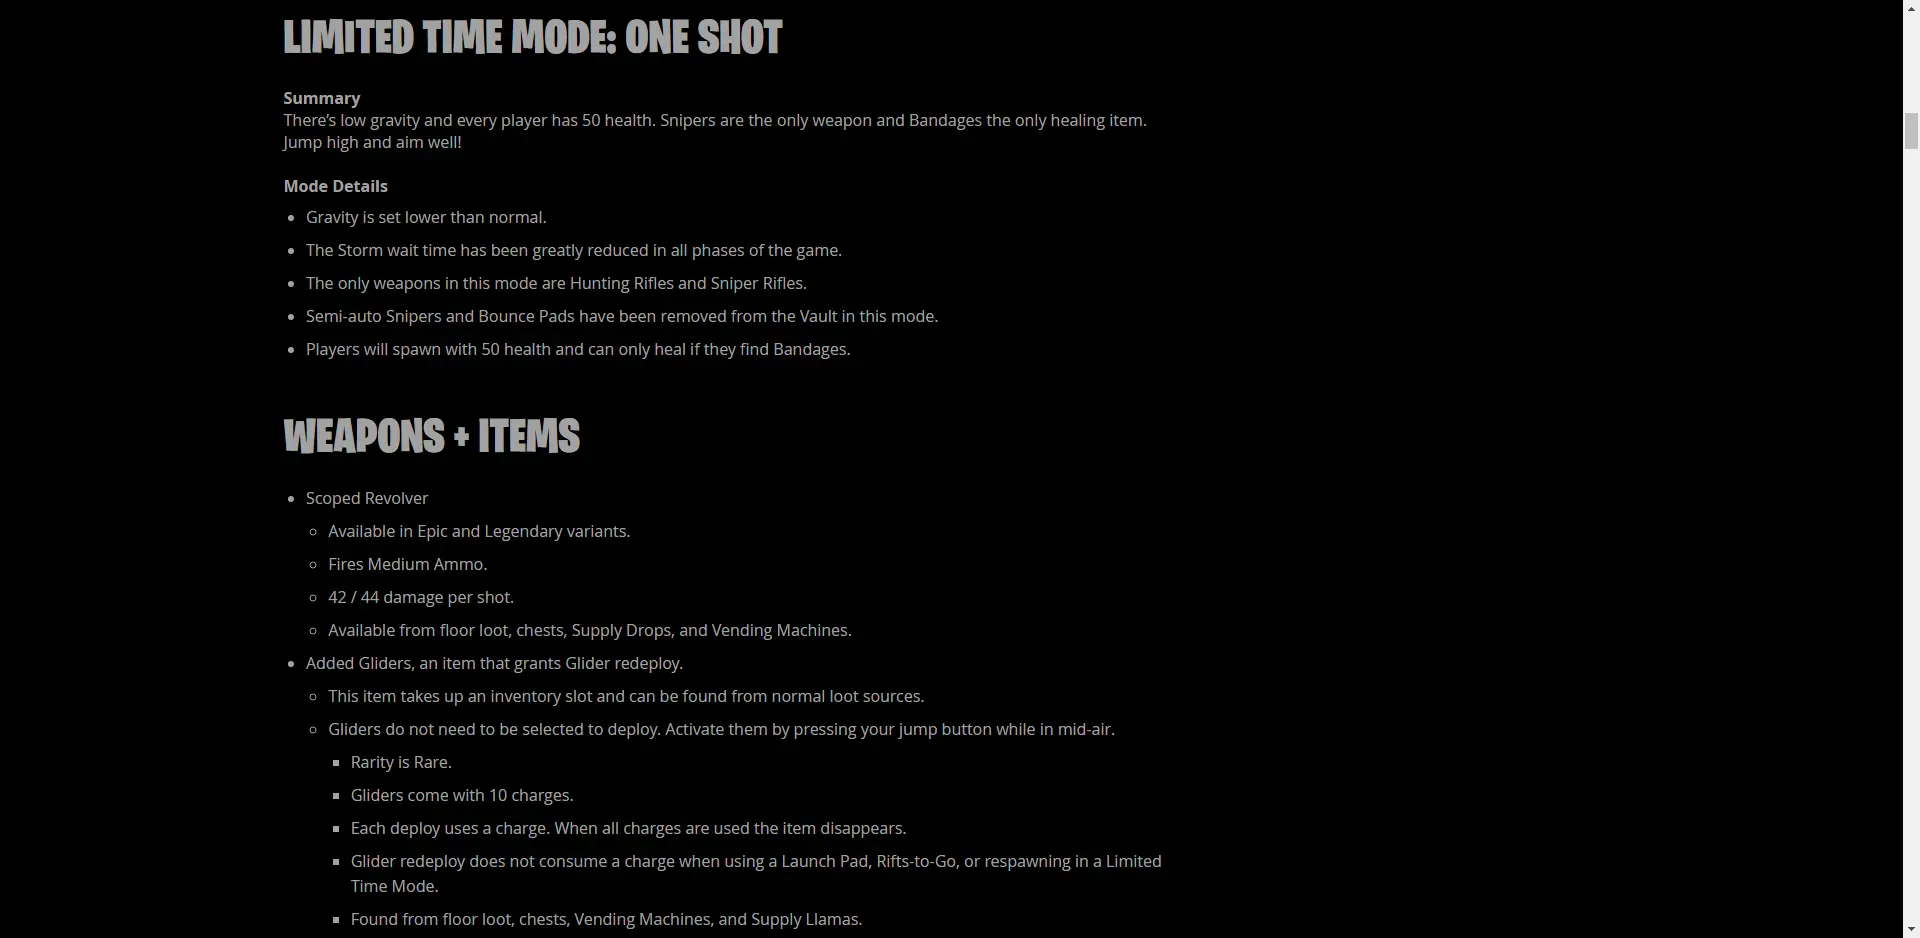 LIMITED TIME MODE: ONE SHOT
Summary
There’s low gravity and every player has 50 health. Snipers are the only weapon and Bandages the only healing item.
Jump high and aim well!
Mode Details
Gravity is set lower than normal.
The Storm wait time has been greatly reduced in all phases of the game.
The only weapons in this mode are Hunting Rifles and Sniper Rifles.
Semi-auto Snipers and Bounce Pads have been removed from the Vault in this mode.
Players will spawn with 50 health and can only heal if they find Bandages.
WEAPONS + ITEMS
Scoped Revolver
Available in Epic and Legendary variants.
Fires Medium Ammo.
42 / 44 damage per shot.
Available from floor loot, chests, Supply Drops, and Vending Machines.
Added Gliders, an item that grants Glider redeploy.
This item takes up an inventory slot and can be found from normal loot sources.
Gliders do not need to be selected to deploy. Activate them by pressing your jump button while in mid-air.
Rarity is Rare.
Gliders come with 10 charges.
Each deploy uses a charge. When all charges are used the item disappears.
Glider redeploy does not consume a charge when using a Launch Pad, Rifts-to-Go, or respawning in a Limited
Time Mode.
Found from floor loot, chests, Vending Machines, and Supply Llamas.